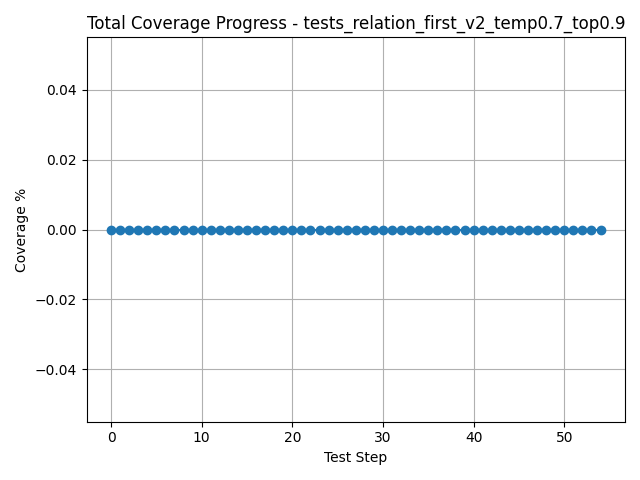 Total Coverage Progress - tests_relation_first_v2_temp0.7_top0.9
Coverage %
0.04
0.02
0.00
−0.02
−0.04
0 10 20 30 40 50
Test Step